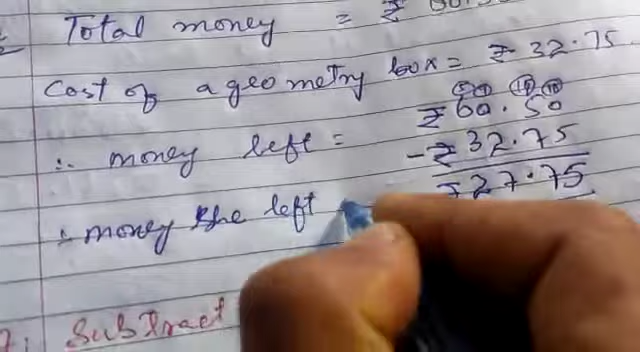 Total money = ₹
Cost of a geometry box = ₹ 32.75
₹ 60.50
∴ money left =
- ₹ 32.75
₹ 27.75
∴ money She left
7. Subtract